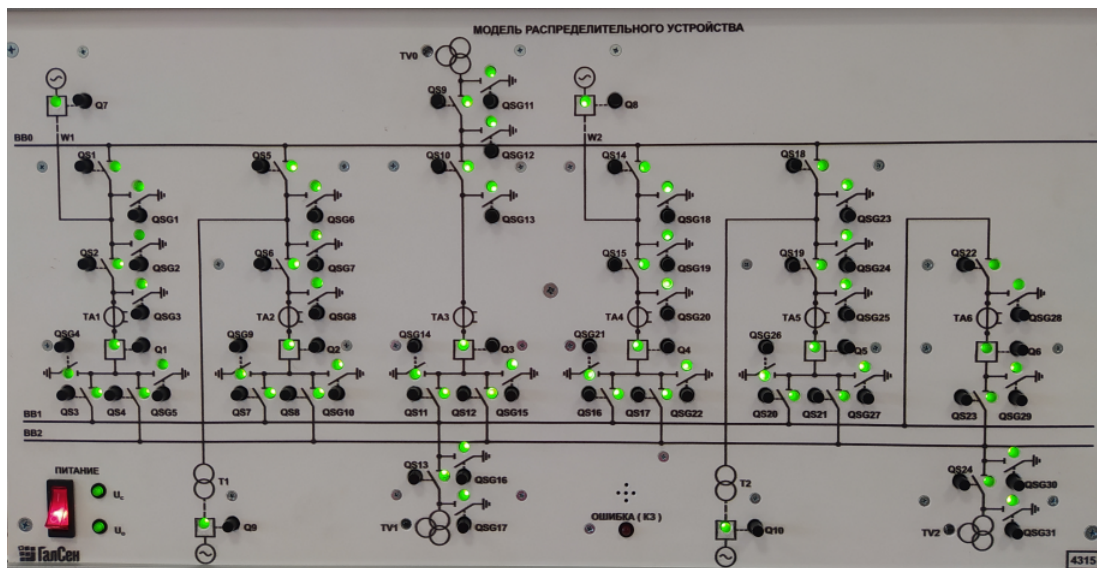 МОДЕЛЬ РАСПРЕДЕЛИТЕЛЬНОГО УСТРОЙСТВА
TV0
Q7 QS9 QSG11 Q8
BB0 W1 QSG12 W2
QS1 QS5 QS10 QS14 QS18
QSG1 QSG6 QSG13 QSG18 QSG23
QS2 QS6 QS15 QS19 QS22
QSG2 QSG7 QSG19 QSG24
QSG3 QSG8 QSG20 QSG25 QSG28
TA1 TA2 TA3 TA4 TA5 TA6
QSG4 QSG9 QSG14 QSG21 QSG26
Q1 Q2 Q3 Q4 Q5 Q6
QS3 QS4 QSG5 QS7 QS8 QSG10 QS11 QS12 QSG15 QS16 QS17 QSG22 QS20 QS21 QSG27 QS23 QSG29
BB1
BB2
ПИТАНИЕ QS13 QSG16 QS24 QSG30
T1 T2
Uc
ОШИБКА ( КЗ )
Q9 TV1 QSG17 Q10 TV2 QSG31
ГалСен
4315